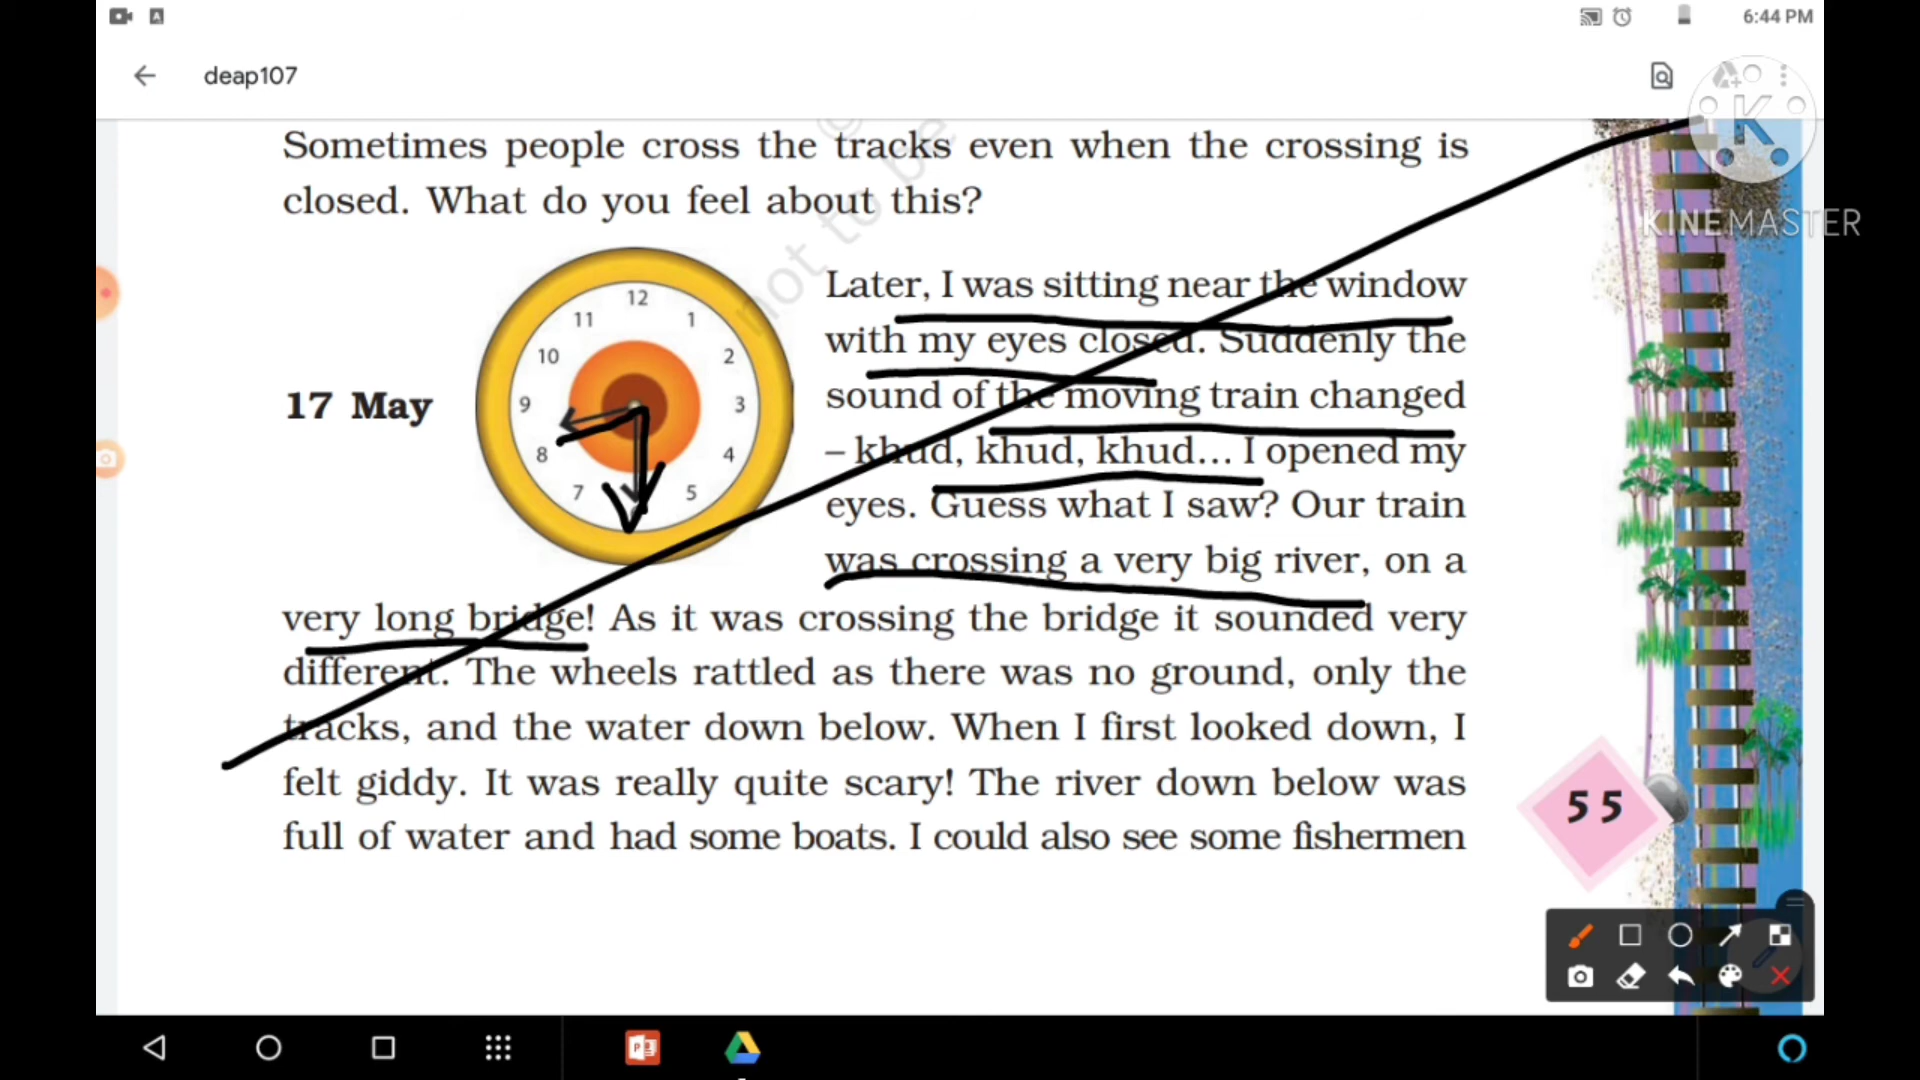 6:44 PM
deap107
K
KINEMASTER
© not to be
Sometimes people cross the tracks even when the crossing is
closed. What do you feel about this?
12
11 1
10 2
9 3
8 4
7 5
17 May
Later, I was sitting near the window
with my eyes closed. Suddenly the
sound of the moving train changed
– khud, khud, khud... I opened my
eyes. Guess what I saw? Our train
was crossing a very big river, on a
very long bridge! As it was crossing the bridge it sounded very
different. The wheels rattled as there was no ground, only the
tracks, and the water down below. When I first looked down, I
felt giddy. It was really quite scary! The river down below was
full of water and had some boats. I could also see some fishermen
55